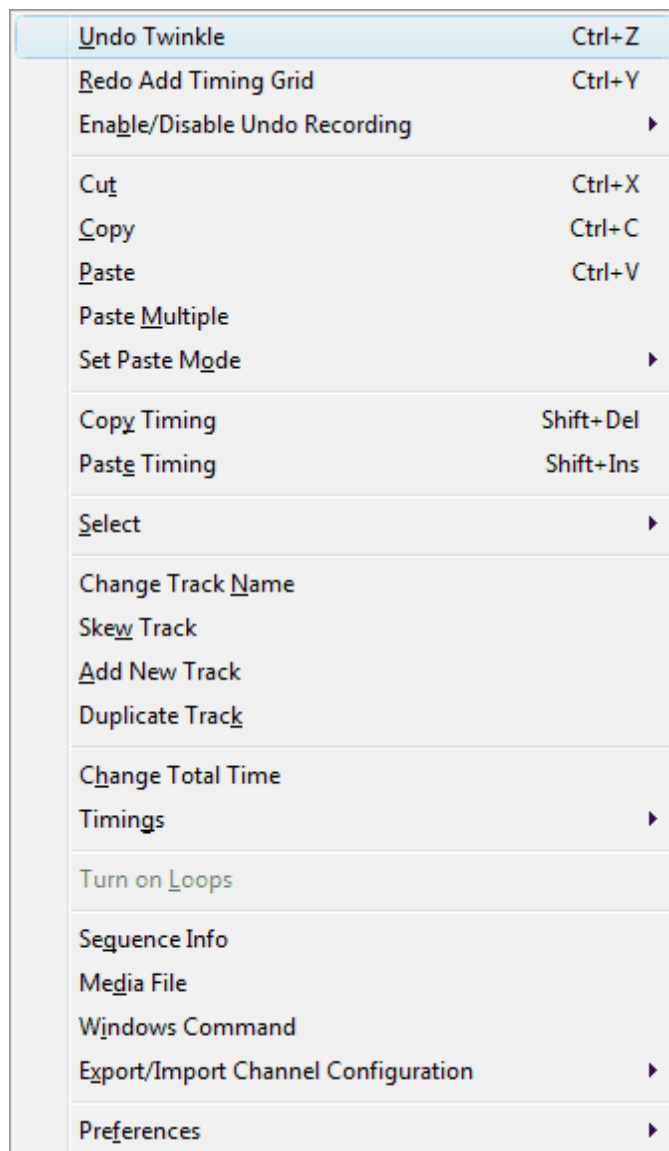 Undo Twinkle Ctrl+Z
Redo Add Timing Grid Ctrl+Y
Enable/Disable Undo Recording
Cut Ctrl+X
Copy Ctrl+C
Paste Ctrl+V
Paste Multiple
Set Paste Mode
Copy Timing Shift+Del
Paste Timing Shift+Ins
Select
Change Track Name
Skew Track
Add New Track
Duplicate Track
Change Total Time
Timings
Turn on Loops
Sequence Info
Media File
Windows Command
Export/Import Channel Configuration
Preferences